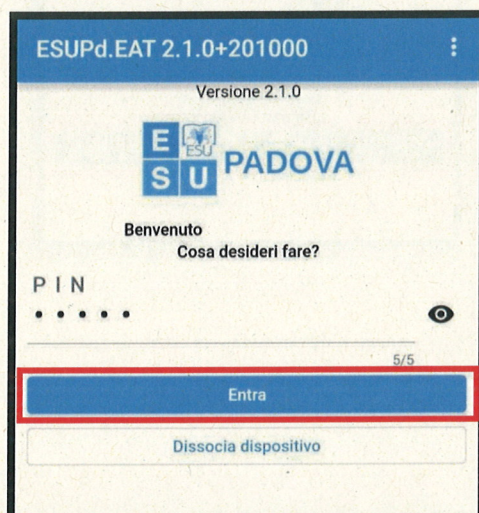 ESUPd.EAT 2.1.0+201000
Versione 2.1.0
E ESU
S U PADOVA
Benvenuto
Cosa desideri fare?
PIN
5/5
Entra
Dissocia dispositivo